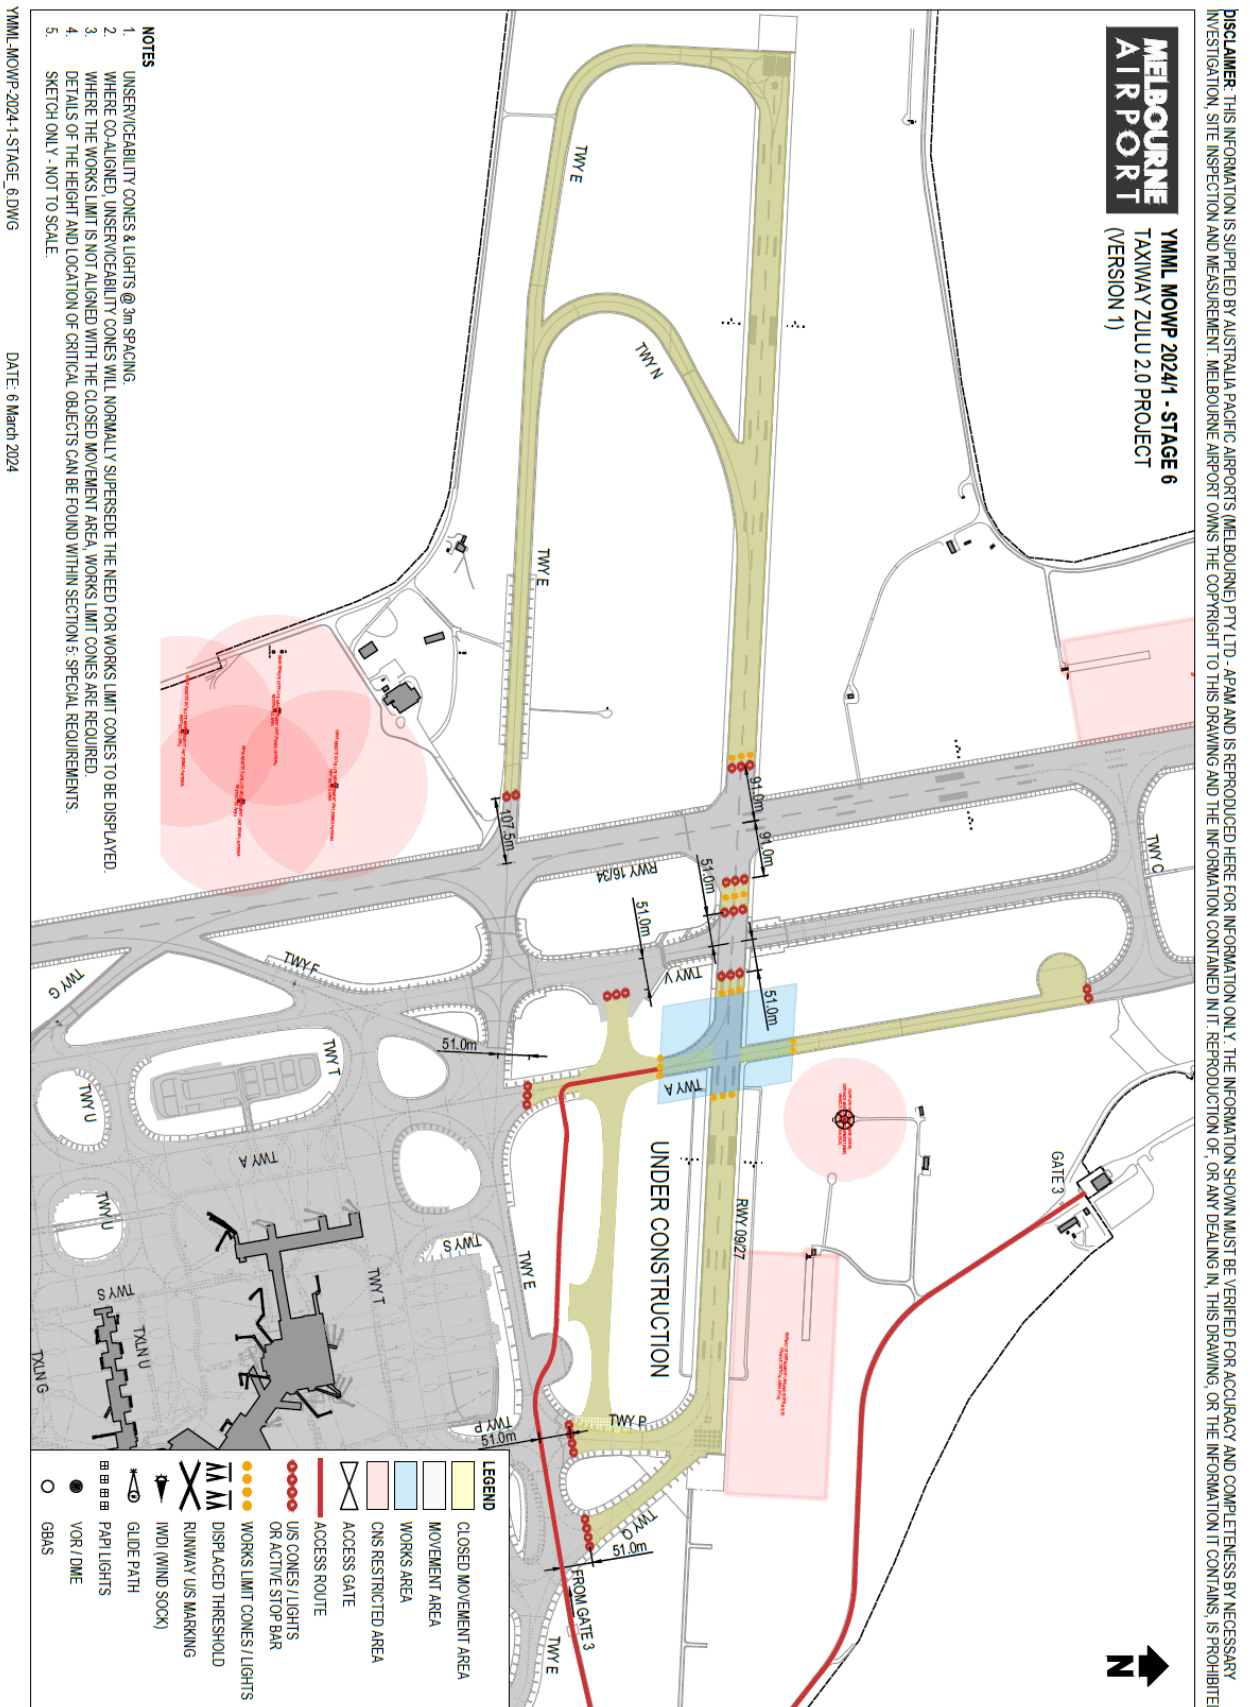 DISCLAIMER: THIS INFORMATION IS SUPPLIED BY AUSTRALIA PACIFIC AIRPORTS (MELBOURNE) PTY LTD - APAM AND IS REPRODUCED HERE FOR INFORMATION ONLY. THE INFORMATION SHOWN MUST BE VERIFIED FOR ACCURACY AND COMPLETENESS BY NECESSARY
INVESTIGATION, SITE INSPECTION AND MEASUREMENT. MELBOURNE AIRPORT OWNS THE COPYRIGHT TO THIS DRAWING AND THE INFORMATION CONTAINED IN IT. REPRODUCTION OF, OR ANY DEALING IN, THIS DRAWING, OR THE INFORMATION IT CONTAINS, IS PROHIBITE
MELBOURNE
AIRPORT
YMML MOWP 2024/1 - STAGE 6
TAXIWAY ZULU 2.0 PROJECT
(VERSION 1)
N
GATE 3
TWY C
TWY E
TWY N
TWY E
91.0m
91.0m
107.5m
51.0m
51.0m
51.0m
51.0m
RWY 16/34
TWY V
TWY A
RWY 09/27
UNDER CONSTRUCTION
TWY F
TWY G
TWY T
TWY U
TWY A
TWY U
TWY S
TWY S
TWY T
TWY E
TXLN U
TXLN G
TWY P
TWY P
51.0m
TWY Q
51.0m
FROM GATE 3
TWY E
LEGEND
CLOSED MOVEMENT AREA
MOVEMENT AREA
WORKS AREA
CNS RESTRICTED AREA
ACCESS GATE
ACCESS ROUTE
U/S CONES / LIGHTS
OR ACTIVE STOP BAR
WORKS LIMIT CONES / LIGHTS
DISPLACED THRESHOLD
RUNWAY U/S MARKING
IWDI (WIND SOCK)
GLIDE PATH
PAPI LIGHTS
VOR / DME
GBAS
NOTES
1. UNSERVICEABILITY CONES & LIGHTS @ 3m SPACING.
2. WHERE CO-ALIGNED, UNSERVICEABILITY CONES WILL NORMALLY SUPERSEDE THE NEED FOR WORKS LIMIT CONES TO BE DISPLAYED.
3. WHERE THE WORKS LIMIT IS NOT ALIGNED WITH THE CLOSED MOVEMENT AREA, WORKS LIMIT CONES ARE REQUIRED.
4. DETAILS OF THE HEIGHT AND LOCATION OF CRITICAL OBJECTS CAN BE FOUND WITHIN SECTION 5: SPECIAL REQUIREMENTS.
5. SKETCH ONLY - NOT TO SCALE.
YMML-MOWP-2024-1-STAGE_6.DWG
DATE: 6 March 2024